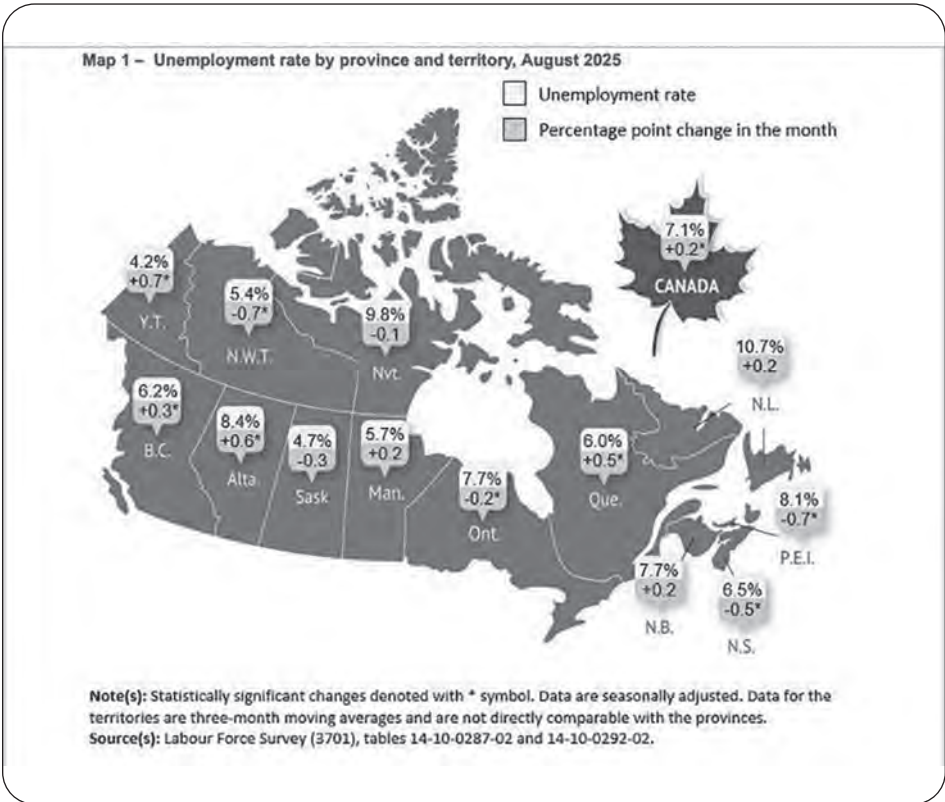 Map 1 – Unemployment rate by province and territory, August 2025
Unemployment rate
Percentage point change in the month
7.1%
+0.2*
CANADA
4.2%
+0.7*
Y.T.
5.4%
-0.7*
N.W.T.
9.8%
-0.1
Nvt.
10.7%
+0.2
N.L.
6.2%
+0.3*
B.C.
8.4%
+0.6*
Alta.
4.7%
-0.3
Sask
5.7%
+0.2
Man.
7.7%
-0.2*
Ont.
6.0%
+0.5*
Que.
8.1%
-0.7*
P.E.I.
7.7%
+0.2
N.B.
6.5%
-0.5*
N.S.
Note(s): Statistically significant changes denoted with * symbol. Data are seasonally adjusted. Data for the
territories are three-month moving averages and are not directly comparable with the provinces.
Source(s): Labour Force Survey (3701), tables 14-10-0287-02 and 14-10-0292-02.